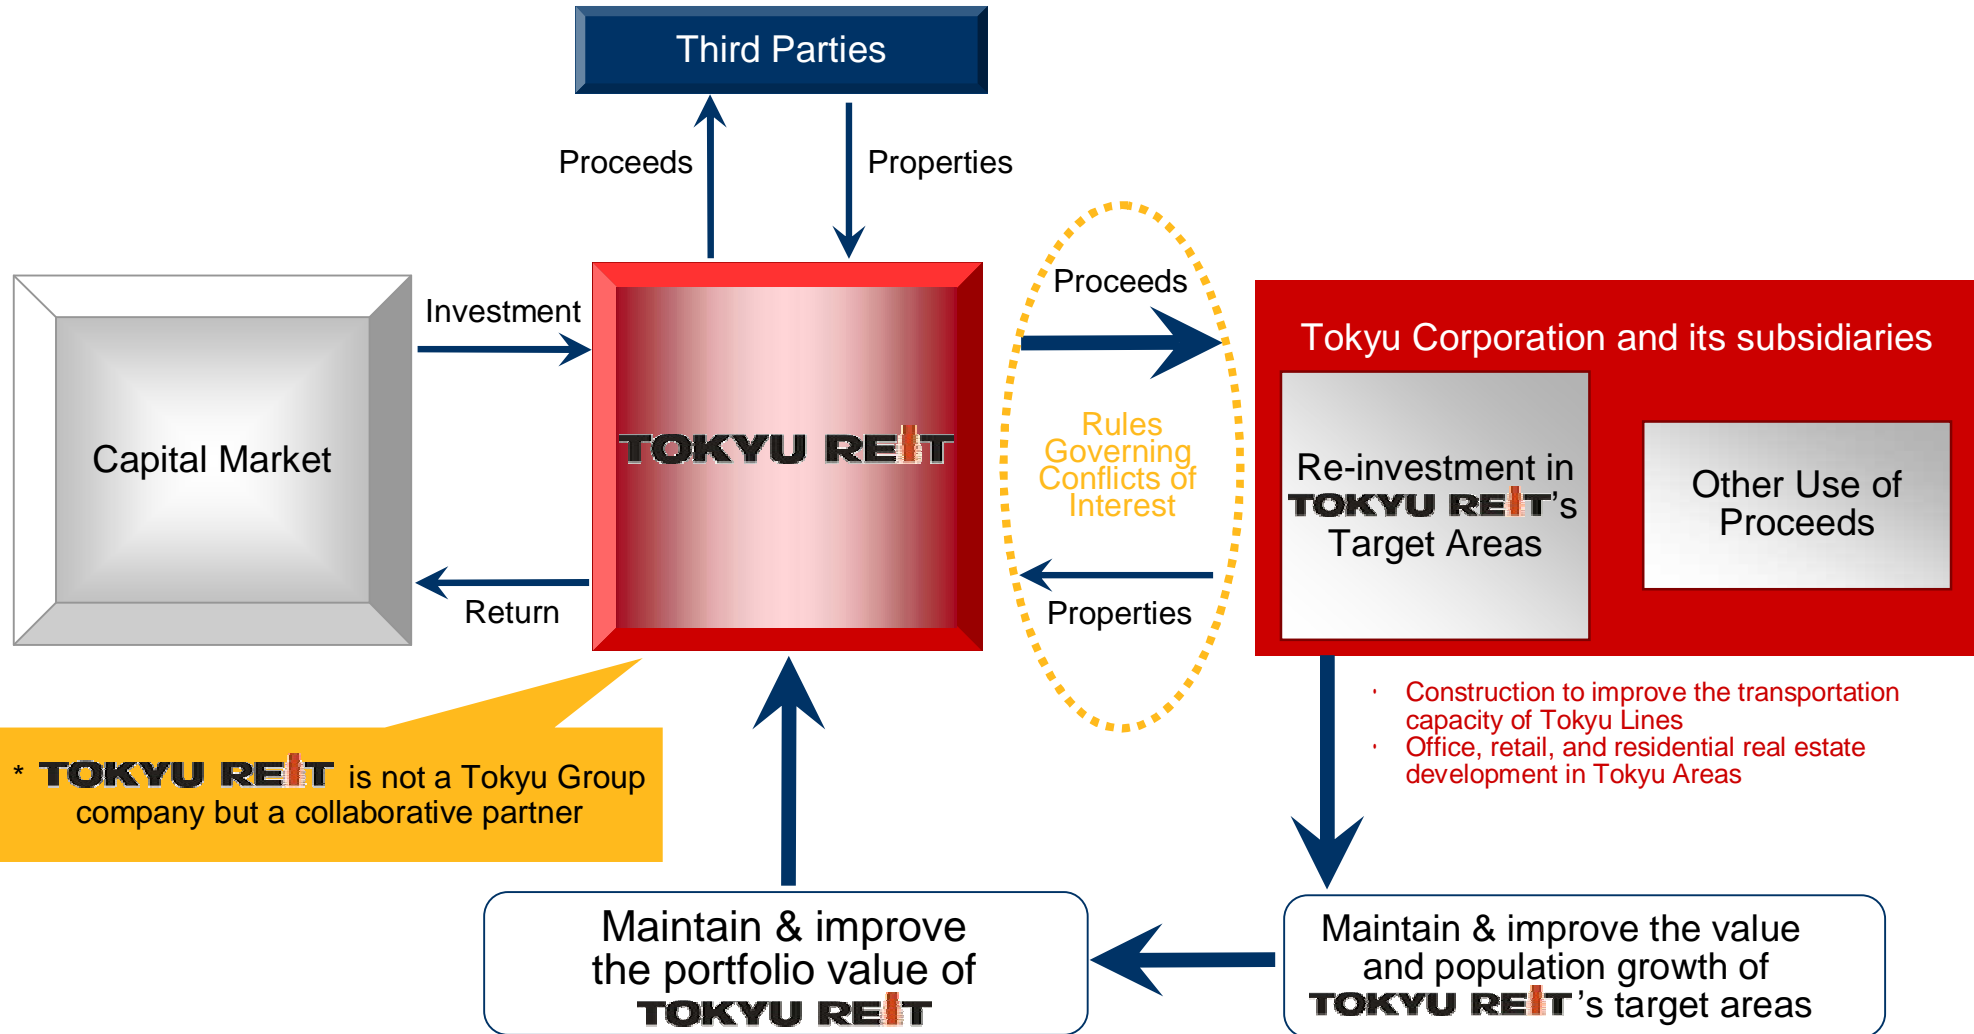 Third Parties
Proceeds
Properties
Investment
Capital Market
Return
TOKYU REIT
Proceeds
Rules
Governing
Conflicts of
Interest
Properties
Tokyu Corporation and its subsidiaries
Re-investment in
TOKYU REIT's
Target Areas
Other Use of
Proceeds
· Construction to improve the transportation
capacity of Tokyu Lines
· Office, retail, and residential real estate
development in Tokyu Areas
* TOKYU REIT is not a Tokyu Group
company but a collaborative partner
Maintain & improve
the portfolio value of
TOKYU REIT
Maintain & improve the value
and population growth of
TOKYU REIT's target areas